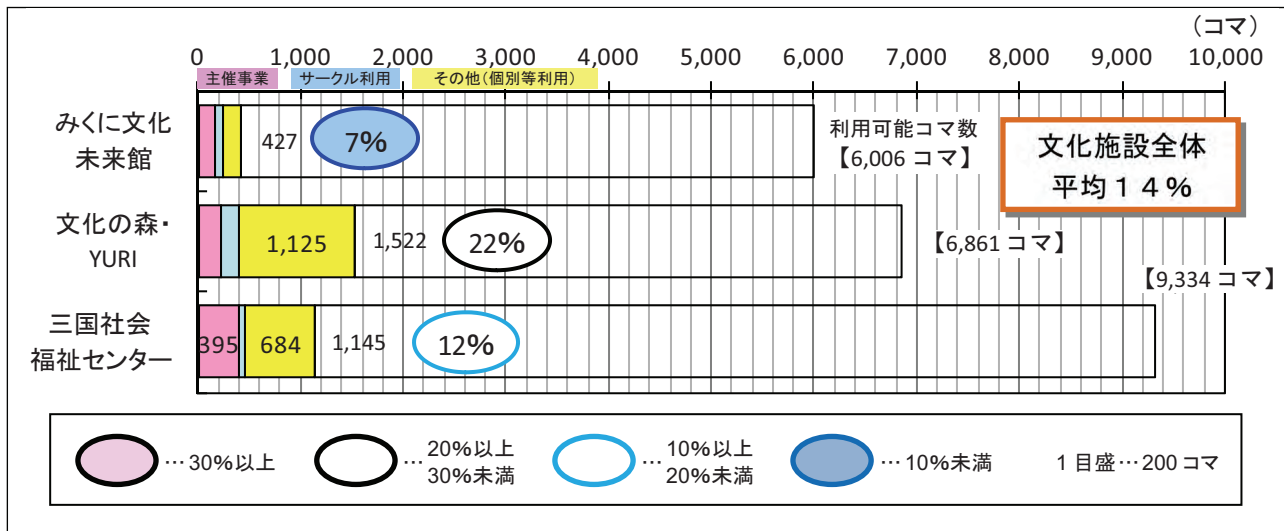 (コマ)
0 1,000 2,000 3,000 4,000 5,000 6,000 7,000 8,000 9,000 10,000
主催事業 サークル利用 その他(個別等利用)
みくに文化
未来館
427
7%
利用可能コマ数
【6,006 コマ】
文化施設全体
平均14%
文化の森・
YURI
1,125
1,522
22%
【6,861 コマ】
三国社会
福祉センター
395
684
1,145
12%
【9,334 コマ】
…30%以上
…20%以上
30%未満
…10%以上
20%未満
…10%未満
1目盛…200コマ